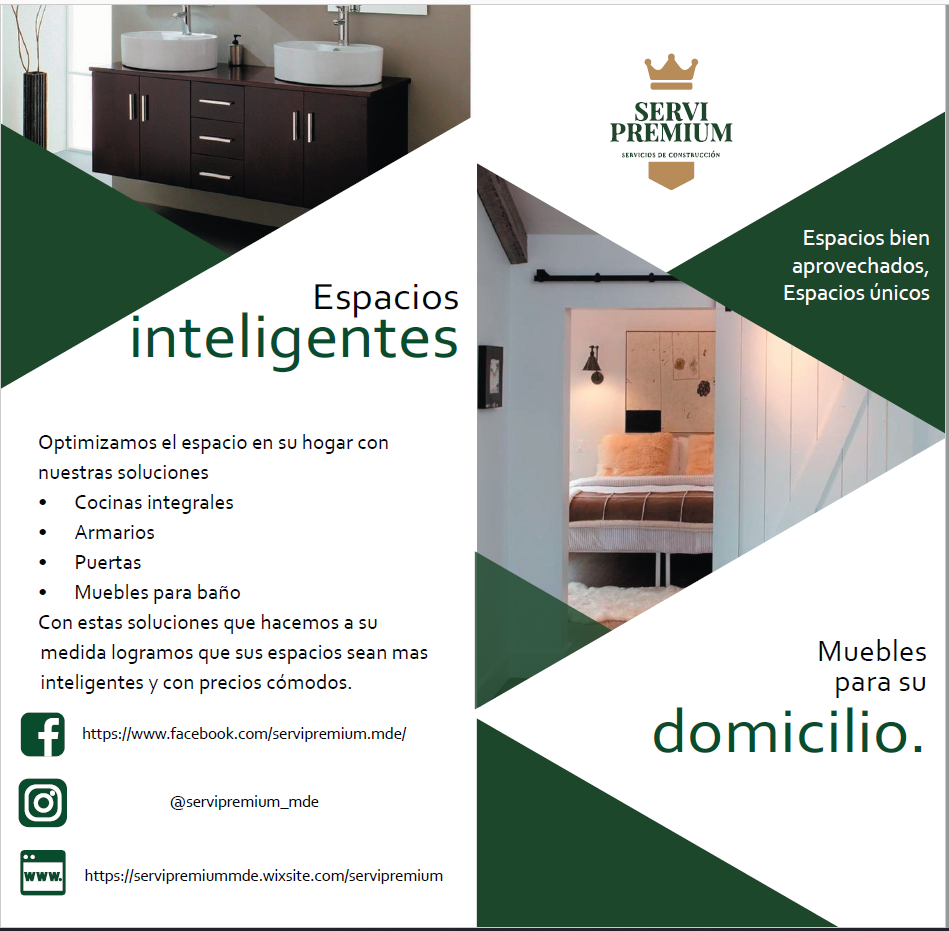 Espacios
inteligentes
Optimizamos el espacio en su hogar con
nuestras soluciones
• Cocinas integrales
• Armarios
• Puertas
• Muebles para baño
Con estas soluciones que hacemos a su
medida logramos que sus espacios sean mas
inteligentes y con precios cómodos.
https://www.facebook.com/servipremium.mde/
@servipremium_mde
www.
https://servipremiummde.wixsite.com/servipremium
SERVI
PREMIUM
SERVICIOS DE CONSTRUCCIÓN
Espacios bien
aprovechados,
Espacios únicos
Muebles
para su
domicilio.